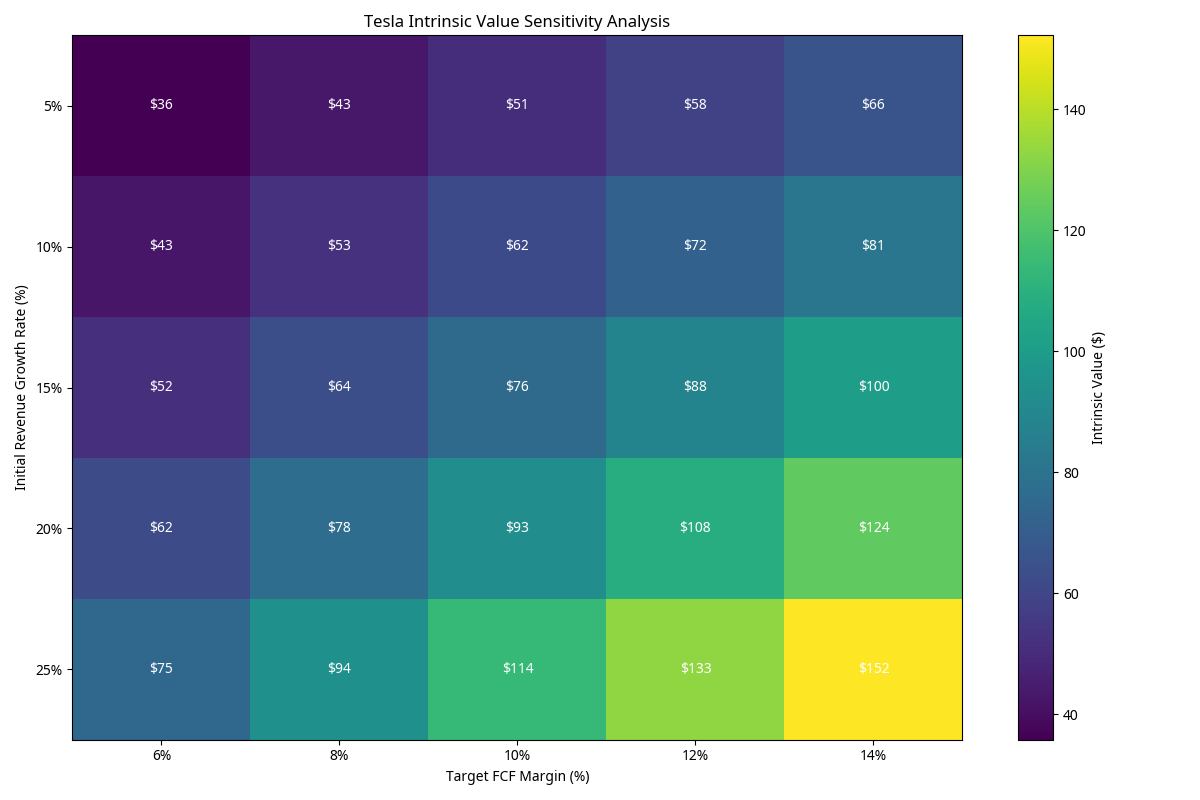 Tesla Intrinsic Value Sensitivity Analysis
Initial Revenue Growth Rate (%)
5% $36 $43 $51 $58 $66
10% $43 $53 $62 $72 $81
15% $52 $64 $76 $88 $100
20% $62 $78 $93 $108 $124
25% $75 $94 $114 $133 $152
6% 8% 10% 12% 14%
Target FCF Margin (%)
140
120
100
80
60
40
Intrinsic Value ($)